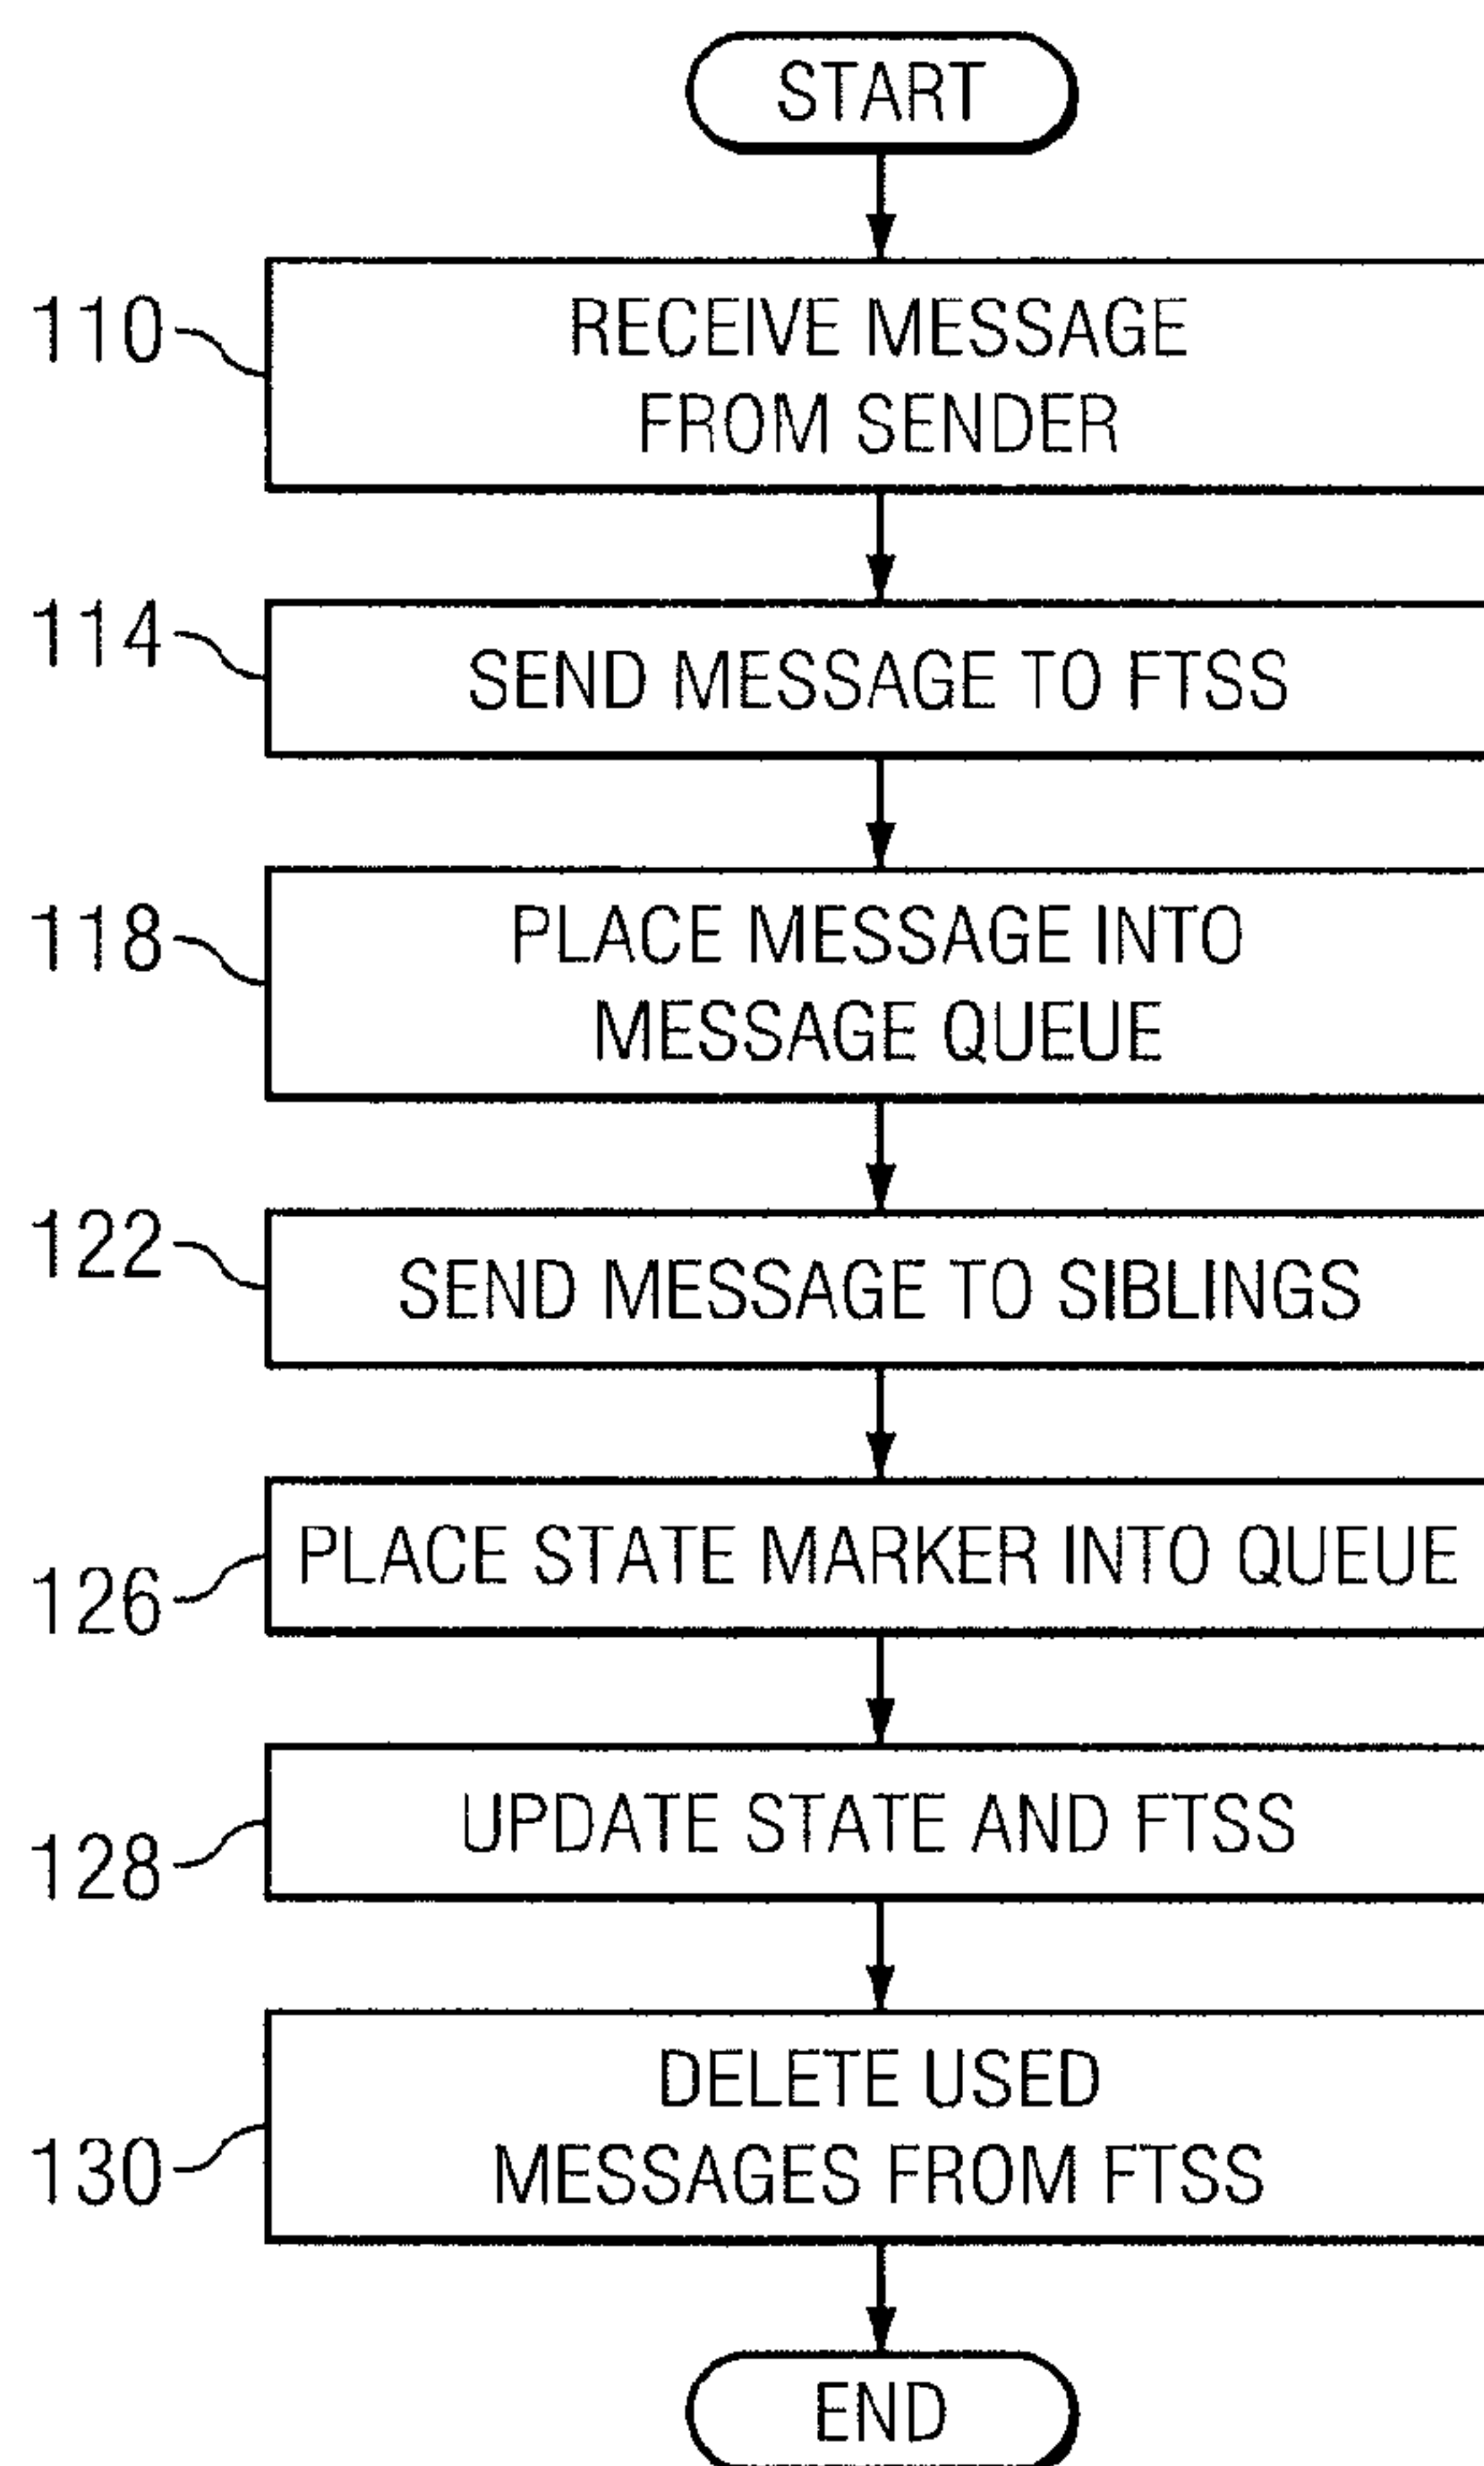 START
110
RECEIVE MESSAGE
FROM SENDER
114
SEND MESSAGE TO FTSS
118
PLACE MESSAGE INTO
MESSAGE QUEUE
122
SEND MESSAGE TO SIBLINGS
126
PLACE STATE MARKER INTO QUEUE
128
UPDATE STATE AND FTSS
130
DELETE USED
MESSAGES FROM FTSS
END